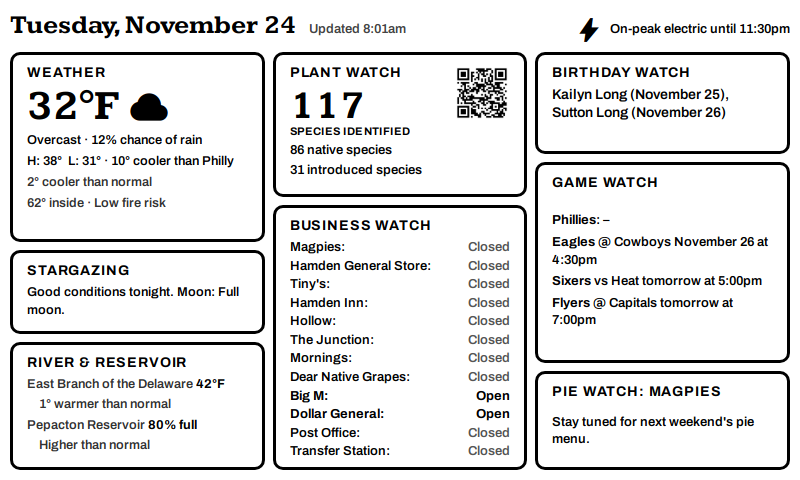 Tuesday, November 24 Updated 8:01am
On-peak electric until 11:30pm
WEATHER
32°F
Overcast · 12% chance of rain
H: 38° L: 31° · 10° cooler than Philly
2° cooler than normal
62° inside · Low fire risk
STARGAZING
Good conditions tonight. Moon: Full
moon.
RIVER & RESERVOIR
East Branch of the Delaware 42°F
1° warmer than normal
Pepacton Reservoir 80% full
Higher than normal
PLANT WATCH
117
SPECIES IDENTIFIED
86 native species
31 introduced species
BUSINESS WATCH
Magpies: Closed
Hamden General Store: Closed
Tiny's: Closed
Hamden Inn: Closed
Hollow: Closed
The Junction: Closed
Mornings: Closed
Dear Native Grapes: Closed
Big M: Open
Dollar General: Open
Post Office: Closed
Transfer Station: Closed
BIRTHDAY WATCH
Kailyn Long (November 25),
Sutton Long (November 26)
GAME WATCH
Phillies: –
Eagles @ Cowboys November 26 at
4:30pm
Sixers vs Heat tomorrow at 5:00pm
Flyers @ Capitals tomorrow at
7:00pm
PIE WATCH: MAGPIES
Stay tuned for next weekend's pie
menu.